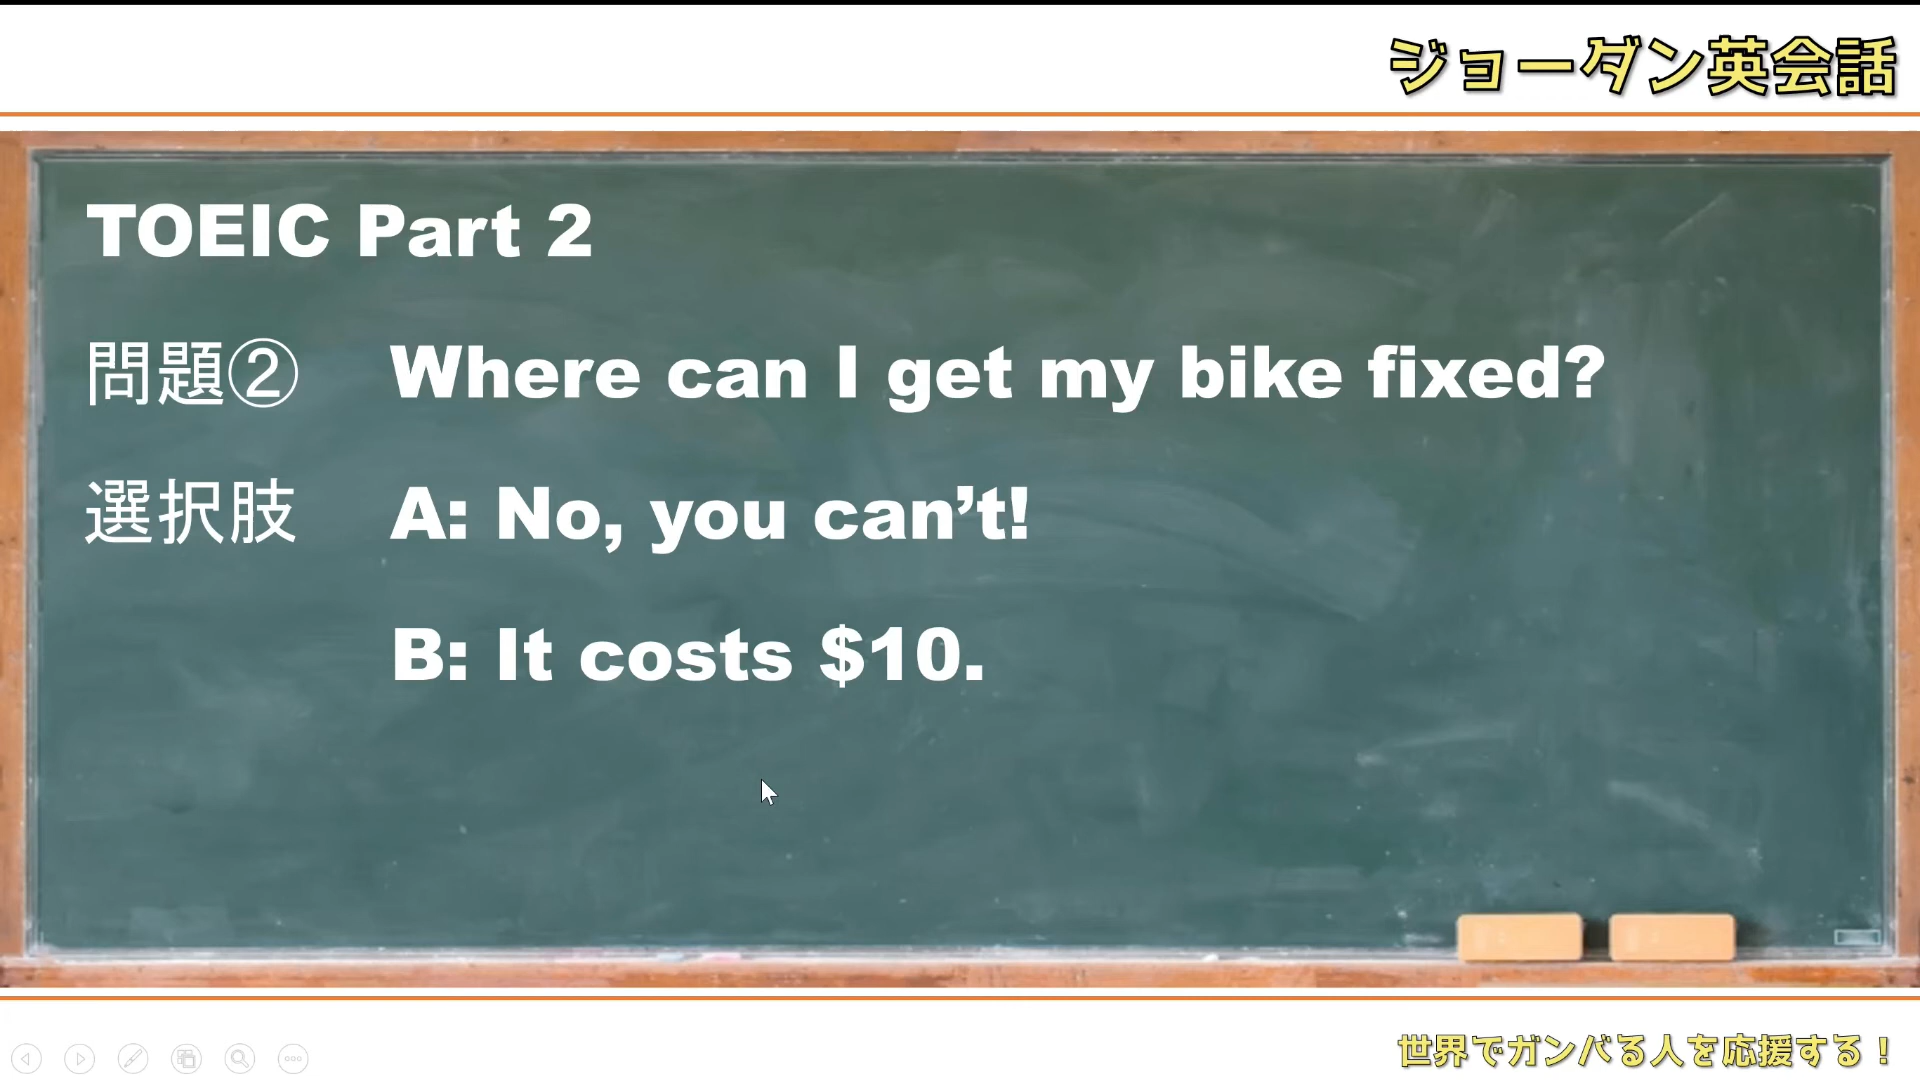 ジョーダン英会話
TOEIC Part 2
問題② Where can I get my bike fixed?
選択肢 A: No, you can’t!
B: It costs $10.
世界でガンバる人を応援する！